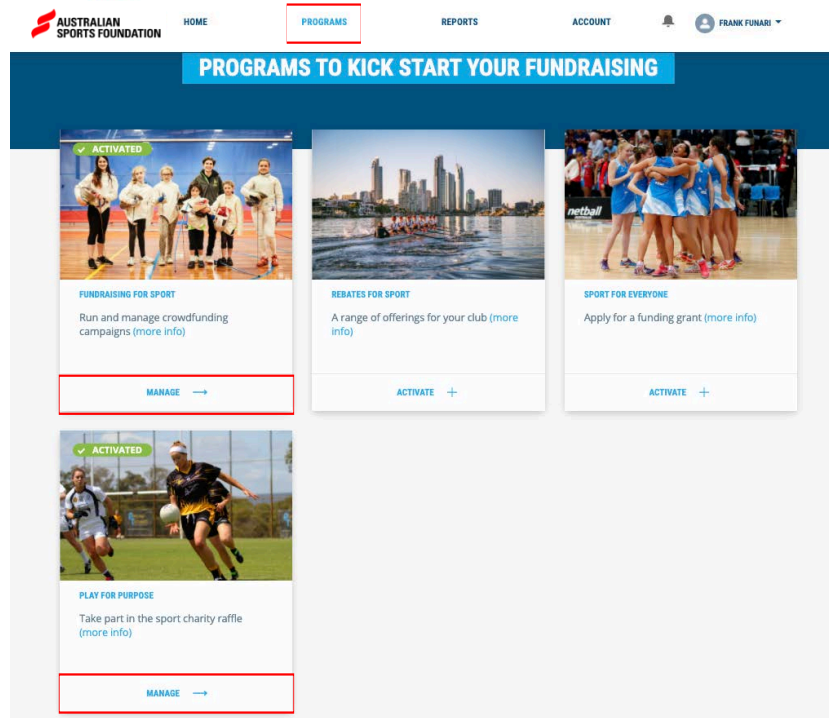 AUSTRALIAN
SPORTS FOUNDATION
HOME
PROGRAMS
REPORTS
ACCOUNT
FRANK FUNARI
PROGRAMS TO KICK START YOUR FUNDRAISING
ACTIVATED
netball
FUNDRAISING FOR SPORT
Run and manage crowdfunding
campaigns (more info)
MANAGE
REBATES FOR SPORT
A range of offerings for your club (more
info)
ACTIVATE
SPORT FOR EVERYONE
Apply for a funding grant (more info)
ACTIVATE
ACTIVATED
PLAY FOR PURPOSE
Take part in the sport charity raffle
(more info)
MANAGE